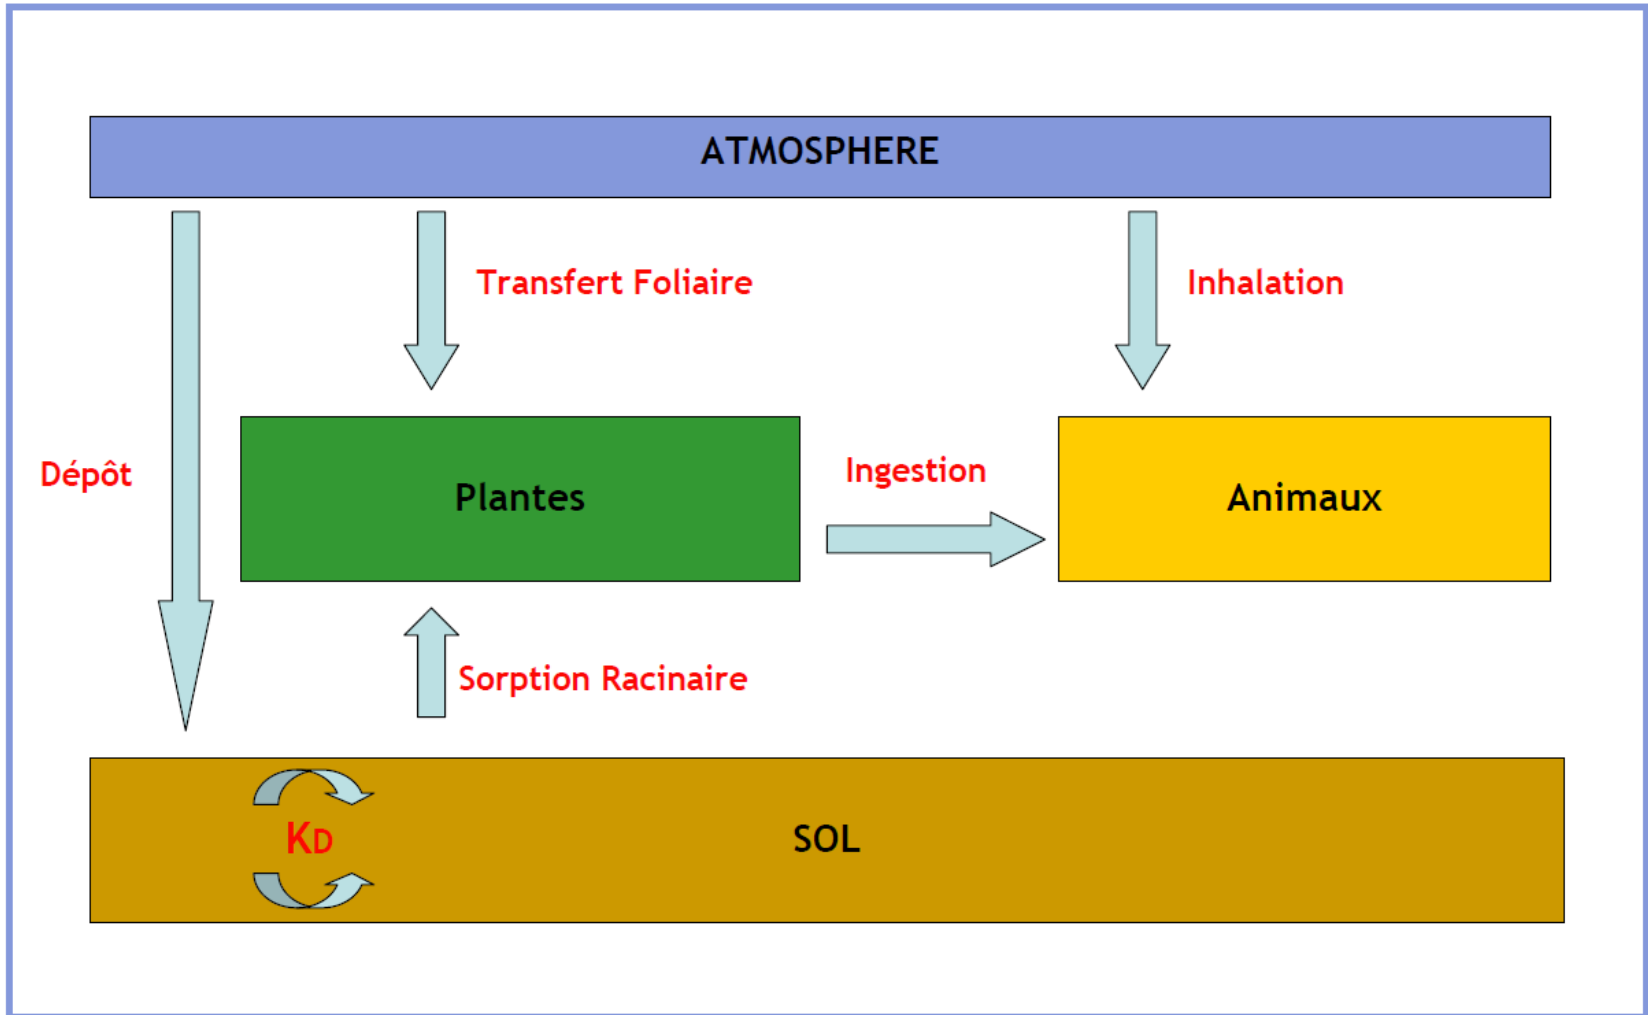 ATMOSPHERE
Transfert Foliaire
Inhalation
Dépôt
Plantes
Ingestion
Animaux
Sorption Racinaire
KD
SOL